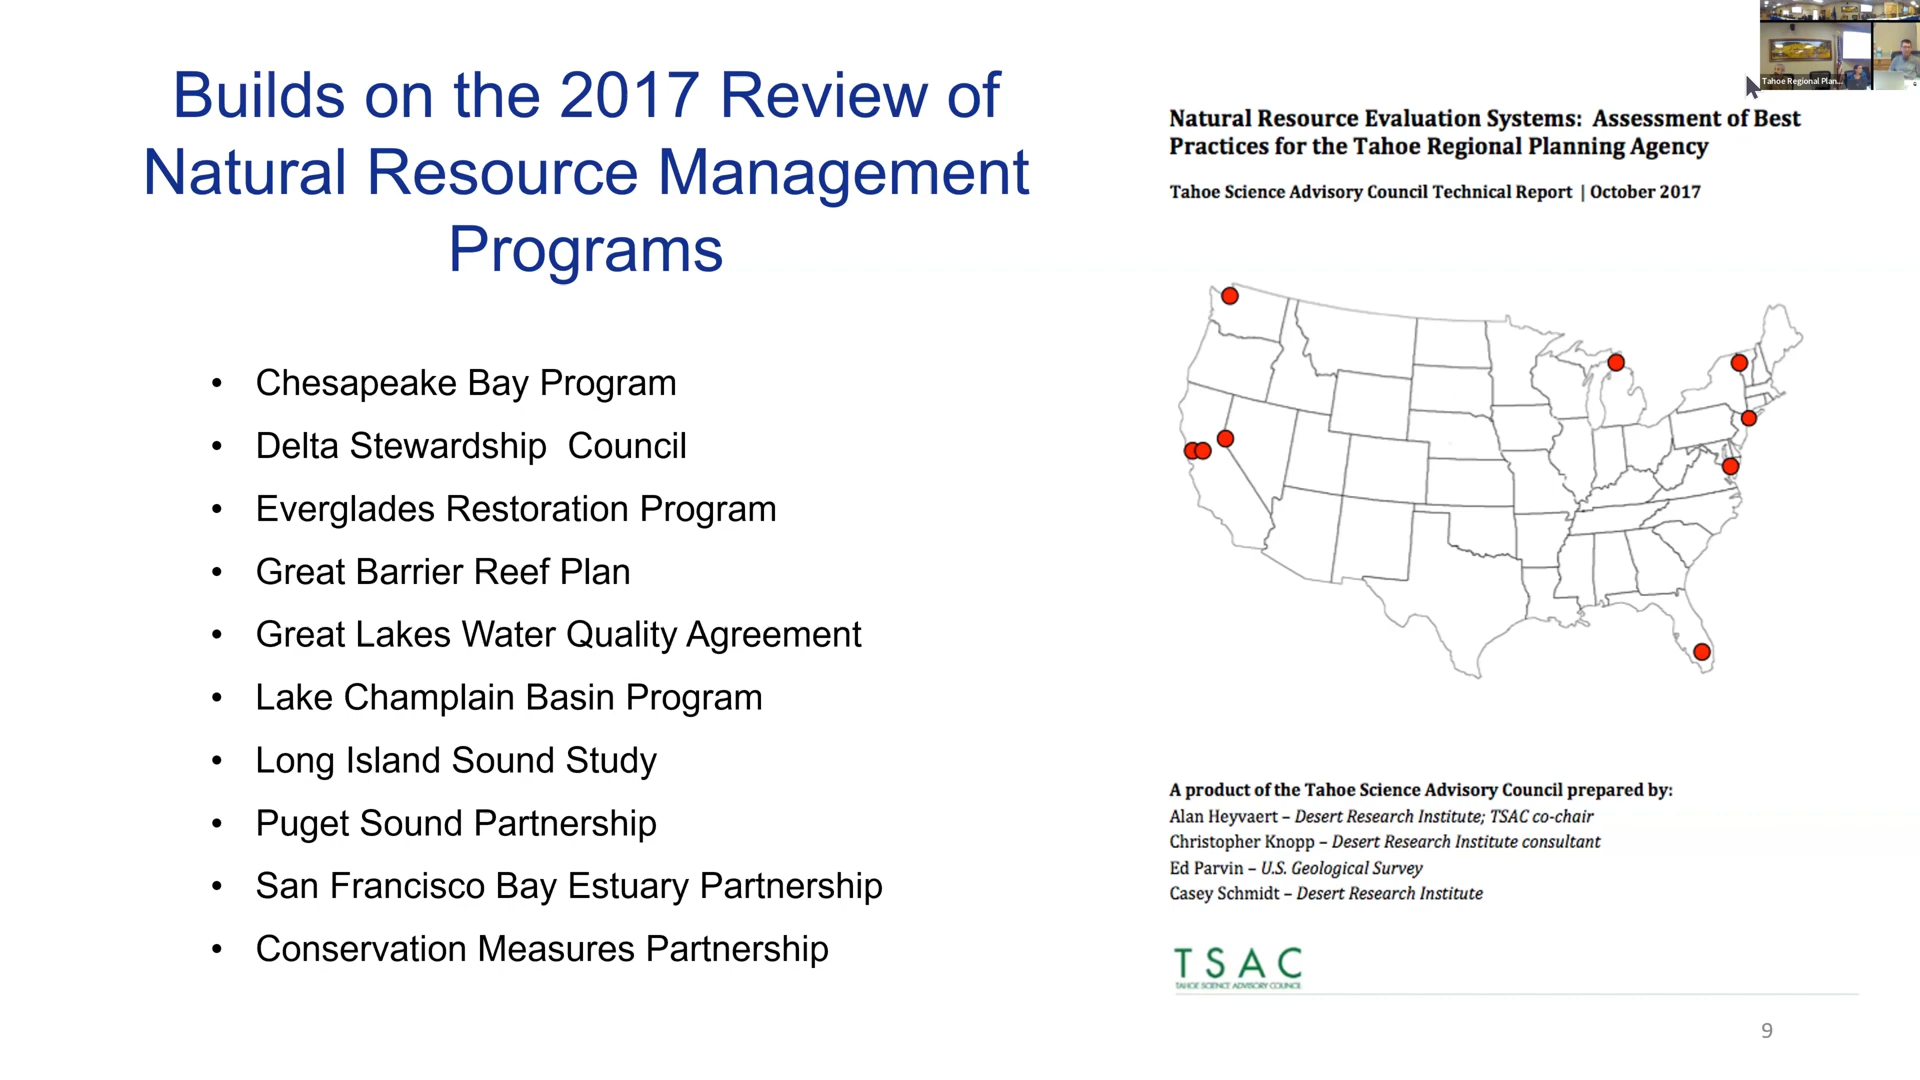 Builds on the 2017 Review of
Natural Resource Management
Programs
• Chesapeake Bay Program
• Delta Stewardship  Council
• Everglades Restoration Program
• Great Barrier Reef Plan
• Great Lakes Water Quality Agreement
• Lake Champlain Basin Program
• Long Island Sound Study
• Puget Sound Partnership
• San Francisco Bay Estuary Partnership
• Conservation Measures Partnership
Tahoe Regional Plan...
Natural Resource Evaluation Systems:  Assessment of Best
Practices for the Tahoe Regional Planning Agency
Tahoe Science Advisory Council Technical Report | October 2017
A product of the Tahoe Science Advisory Council prepared by:
Alan Heyvaert – Desert Research Institute; TSAC co-chair
Christopher Knopp – Desert Research Institute consultant
Ed Parvin – U.S. Geological Survey
Casey Schmidt – Desert Research Institute
TSAC
TAHOE SCIENCE ADVISORY COUNCIL
9